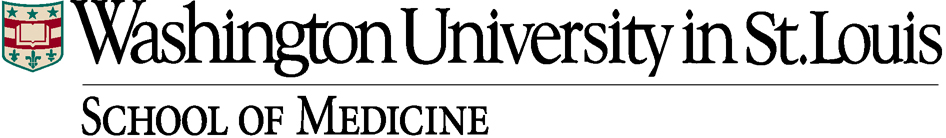 Washington University in St. Louis
SCHOOL OF MEDICINE